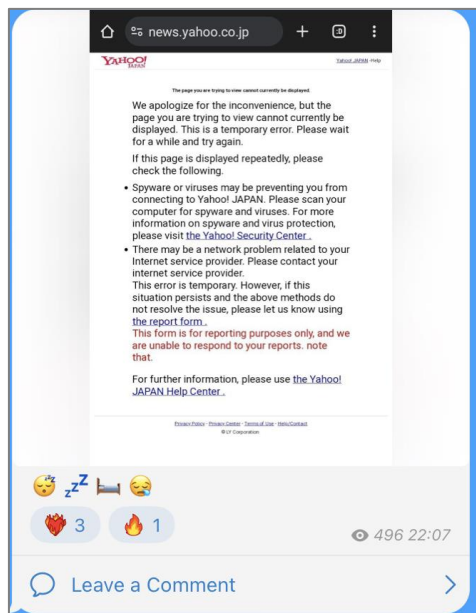 news.yahoo.co.jp
YAHOO!
JAPAN
Yahoo! JAPAN -Help
The page you are trying to view cannot currently be displayed.
We apologize for the inconvenience, but the
page you are trying to view cannot currently be
displayed. This is a temporary error. Please wait
for a while and try again.
If this page is displayed repeatedly, please
check the following.
• Spyware or viruses may be preventing you from
connecting to Yahoo! JAPAN. Please scan your
computer for spyware and viruses. For more
information on spyware and virus protection,
please visit the Yahoo! Security Center .
• There may be a network problem related to your
Internet service provider. Please contact your
internet service provider.
This error is temporary. However, if this
situation persists and the above methods do
not resolve the issue, please let us know using
the report form .
This form is for reporting purposes only, and we
are unable to respond to your reports. note
that.
For further information, please use the Yahoo!
JAPAN Help Center .
Privacy Policy - Privacy Center - Terms of Use - Help/Contact
© LY Corporation
😴 💤 🛏️ 😪
❤️‍🔥 3 🔥 1
496 22:07
Leave a Comment